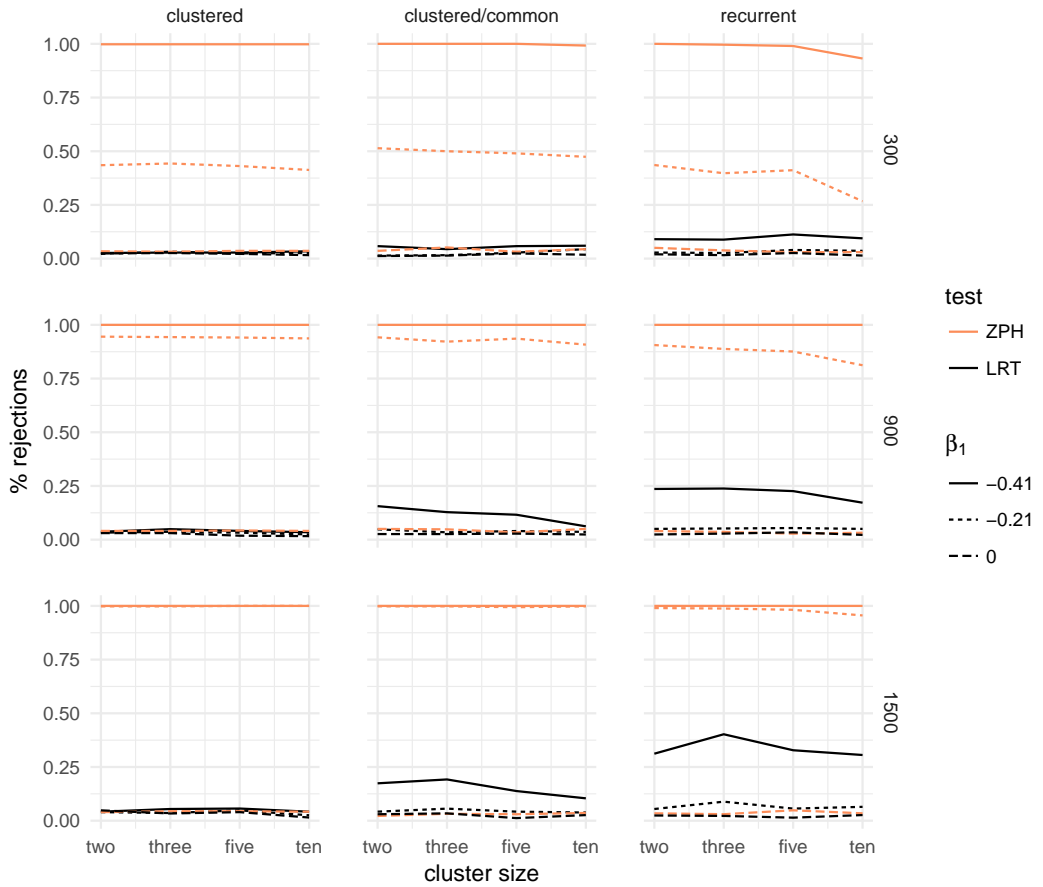 clustered
clustered/common
recurrent
1.00
0.75
0.50
0.25
0.00
300
1.00
0.75
0.50
0.25
0.00
900
1.00
0.75
0.50
0.25
0.00
1500
% rejections
two three five ten
two three five ten
two three five ten
cluster size
test
ZPH
LRT
β1
−0.41
−0.21
0